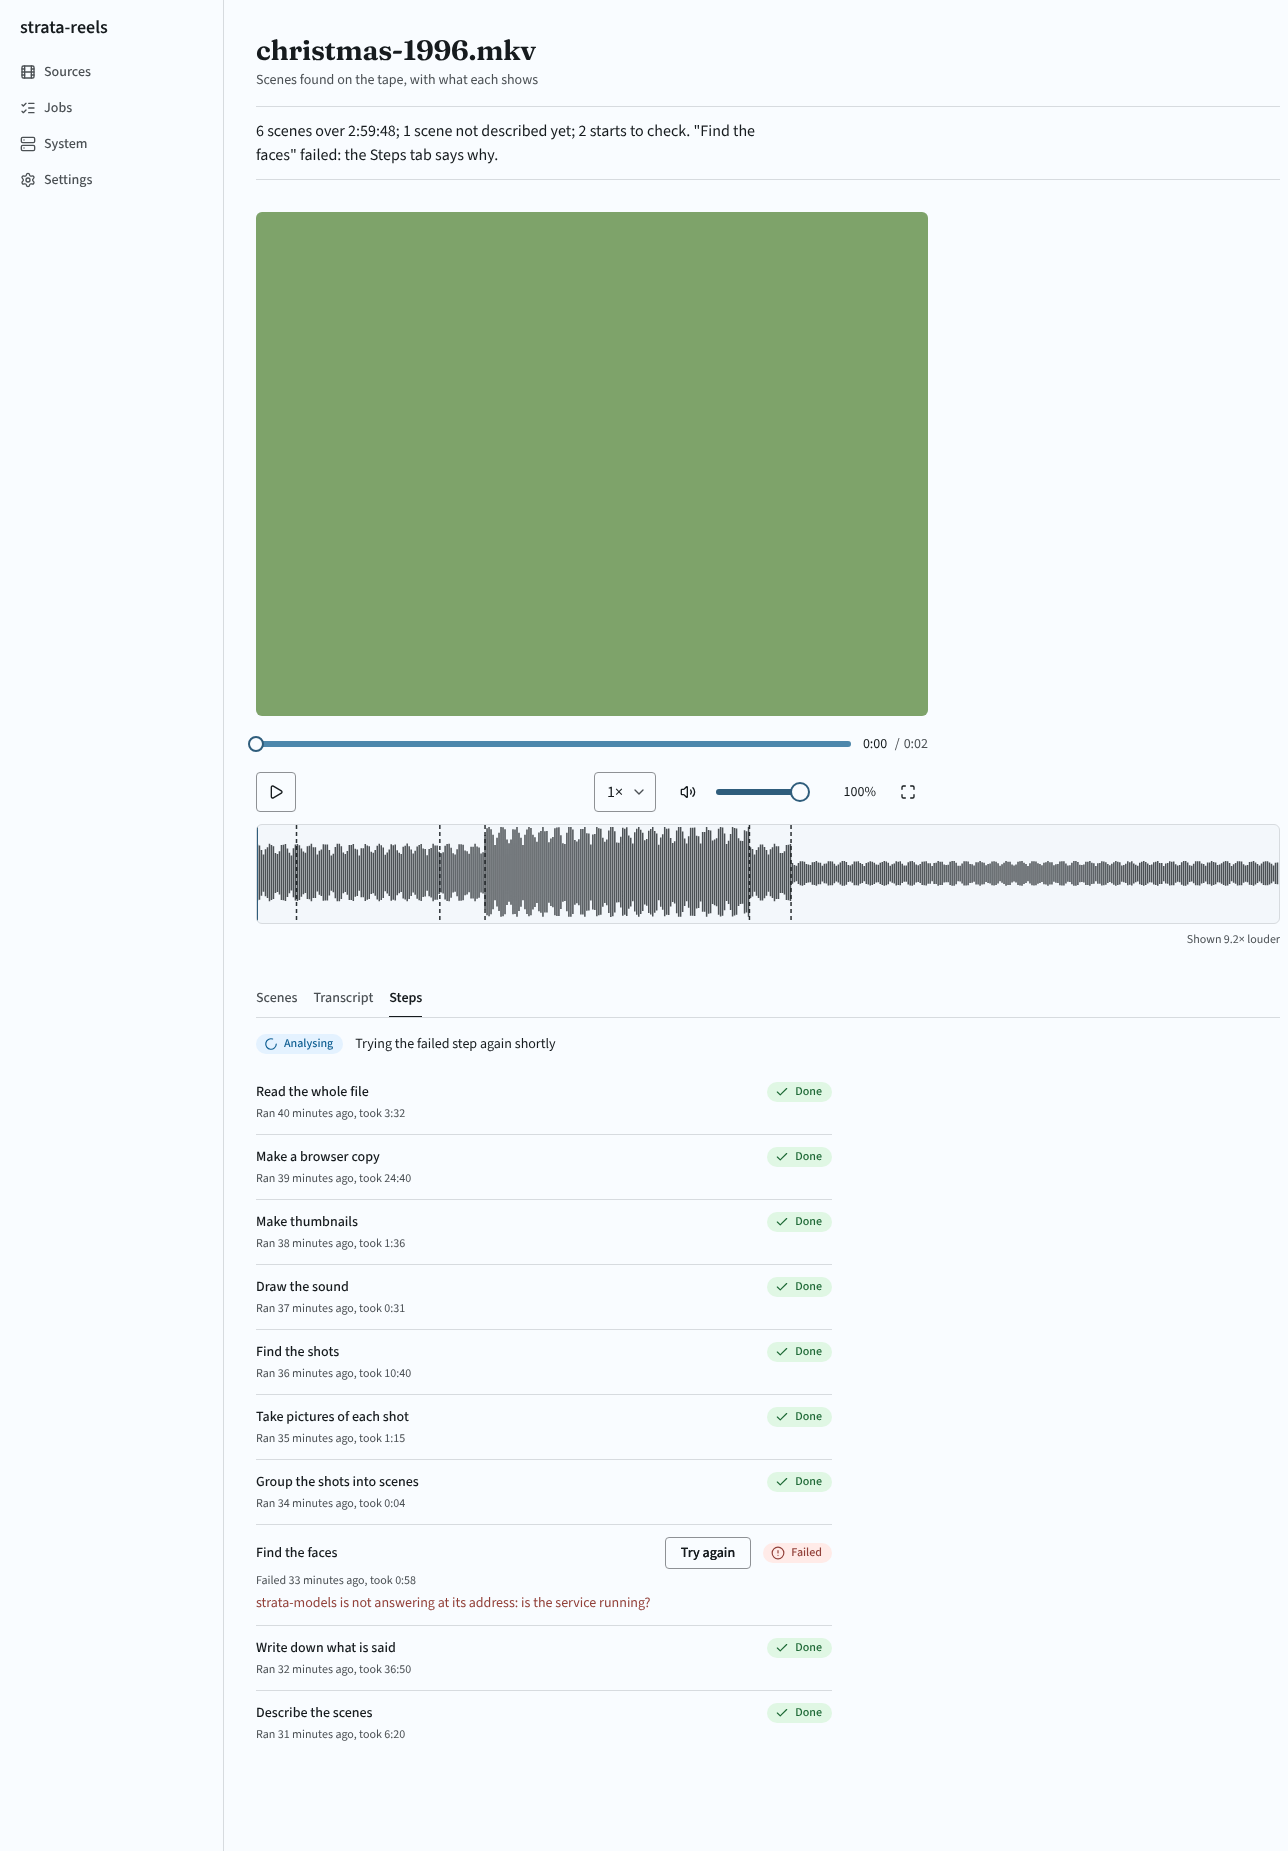 strata-reels
Sources
Jobs
System
Settings
christmas-1996.mkv
Scenes found on the tape, with what each shows
6 scenes over 2:59:48; 1 scene not described yet; 2 starts to check. "Find the
faces" failed: the Steps tab says why.
0:00 / 0:02
1×
100%
Shown 9.2× louder
Scenes Transcript Steps
Analysing Trying the failed step again shortly
Read the whole file Done
Ran 40 minutes ago, took 3:32
Make a browser copy Done
Ran 39 minutes ago, took 24:40
Make thumbnails Done
Ran 38 minutes ago, took 1:36
Draw the sound Done
Ran 37 minutes ago, took 0:31
Find the shots Done
Ran 36 minutes ago, took 10:40
Take pictures of each shot Done
Ran 35 minutes ago, took 1:15
Group the shots into scenes Done
Ran 34 minutes ago, took 0:04
Find the faces Try again Failed
Failed 33 minutes ago, took 0:58
strata-models is not answering at its address: is the service running?
Write down what is said Done
Ran 32 minutes ago, took 36:50
Describe the scenes Done
Ran 31 minutes ago, took 6:20